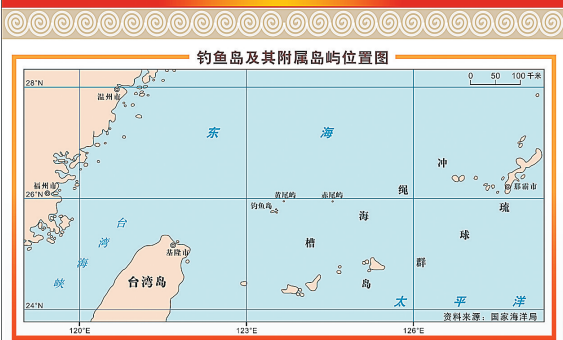 钓鱼岛及其附属岛屿位置图
28°N
0 50 100千米
温州市
东海
冲
福州市
26°N
黄尾屿
赤尾屿
绳
那霸市
钓鱼岛
海
琉
台
湾
海
峡
槽
球
基隆市
群
台湾岛
岛
24°N
太平洋
资料来源：国家海洋局
120°E
123°E
126°E